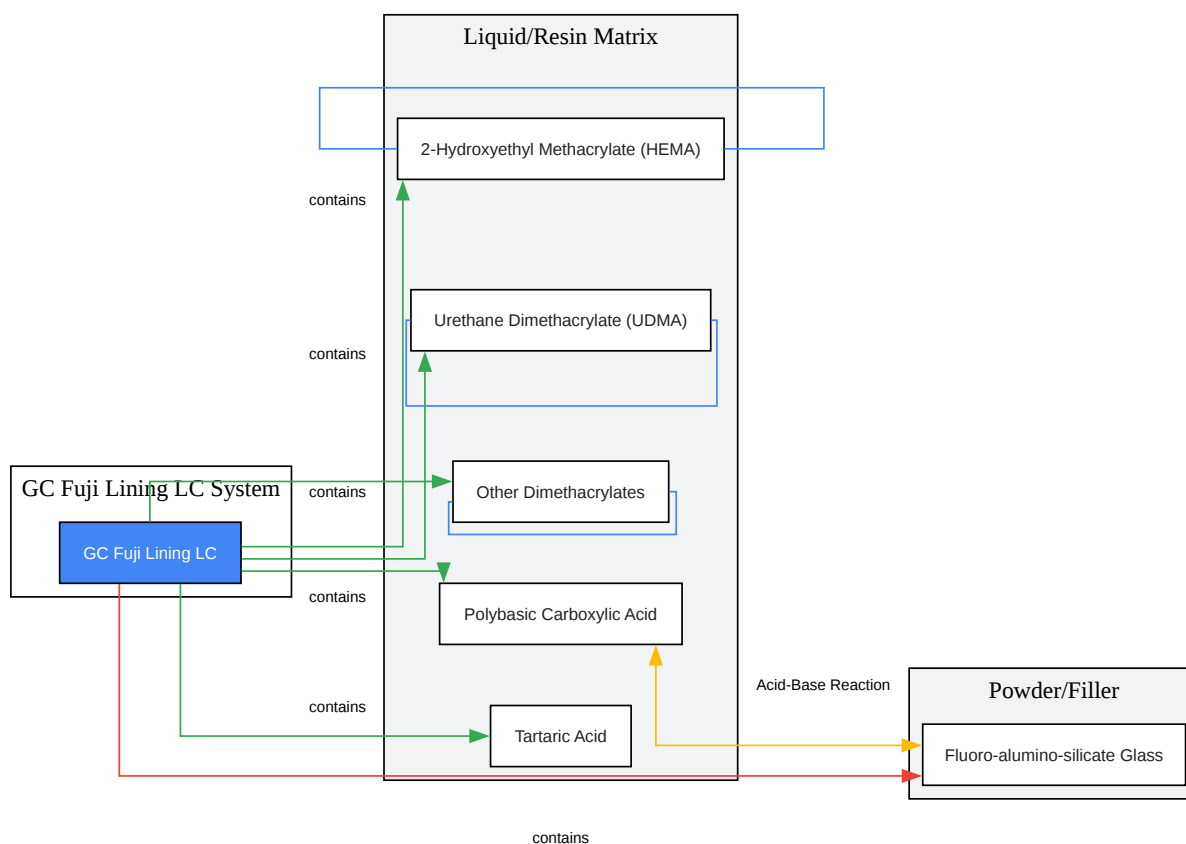 Liquid/Resin Matrix
2-Hydroxyethyl Methacrylate (HEMA)
contains
Urethane Dimethacrylate (UDMA)
contains
GC Fuji Lining LC System
contains
Other Dimethacrylates
GC Fuji Lining LC
contains
Polybasic Carboxylic Acid
Acid-Base Reaction
Powder/Filler
contains
Tartaric Acid
Fluoro-alumino-silicate Glass
contains